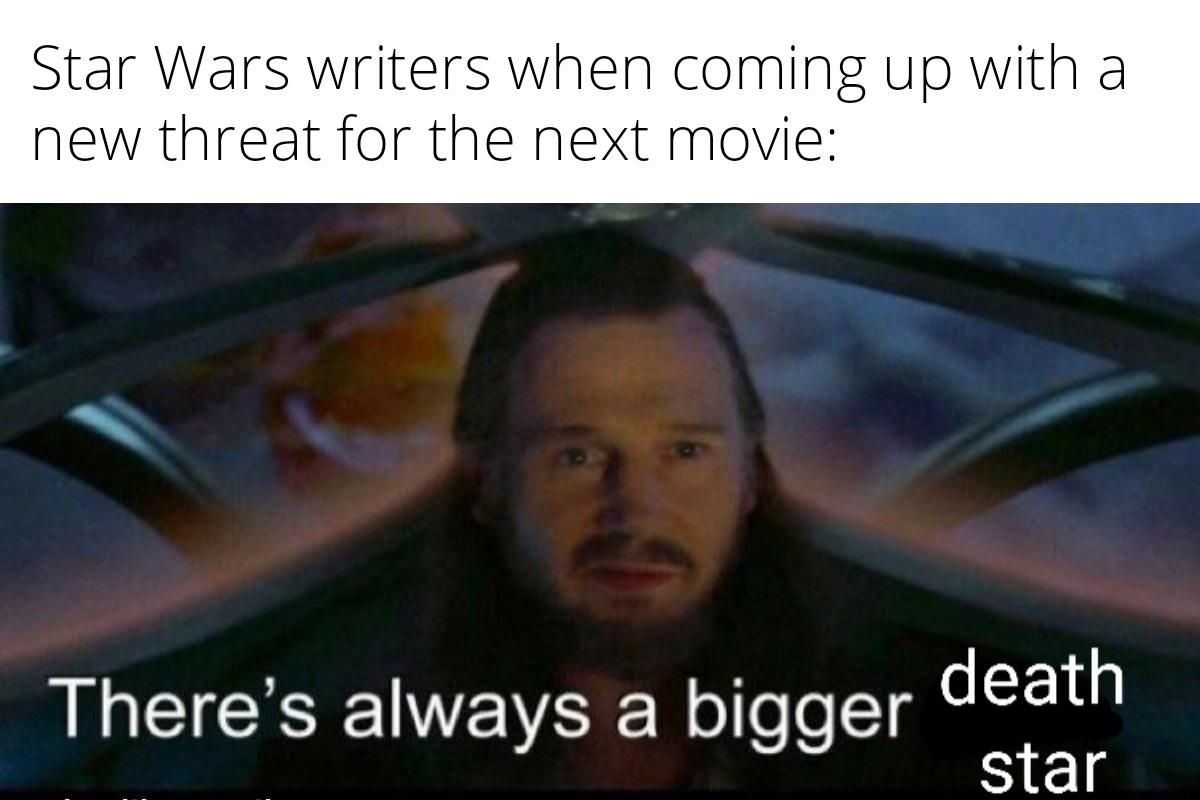 Star Wars writers when coming up with a
new threat for the next movie:
There's always a bigger death
star